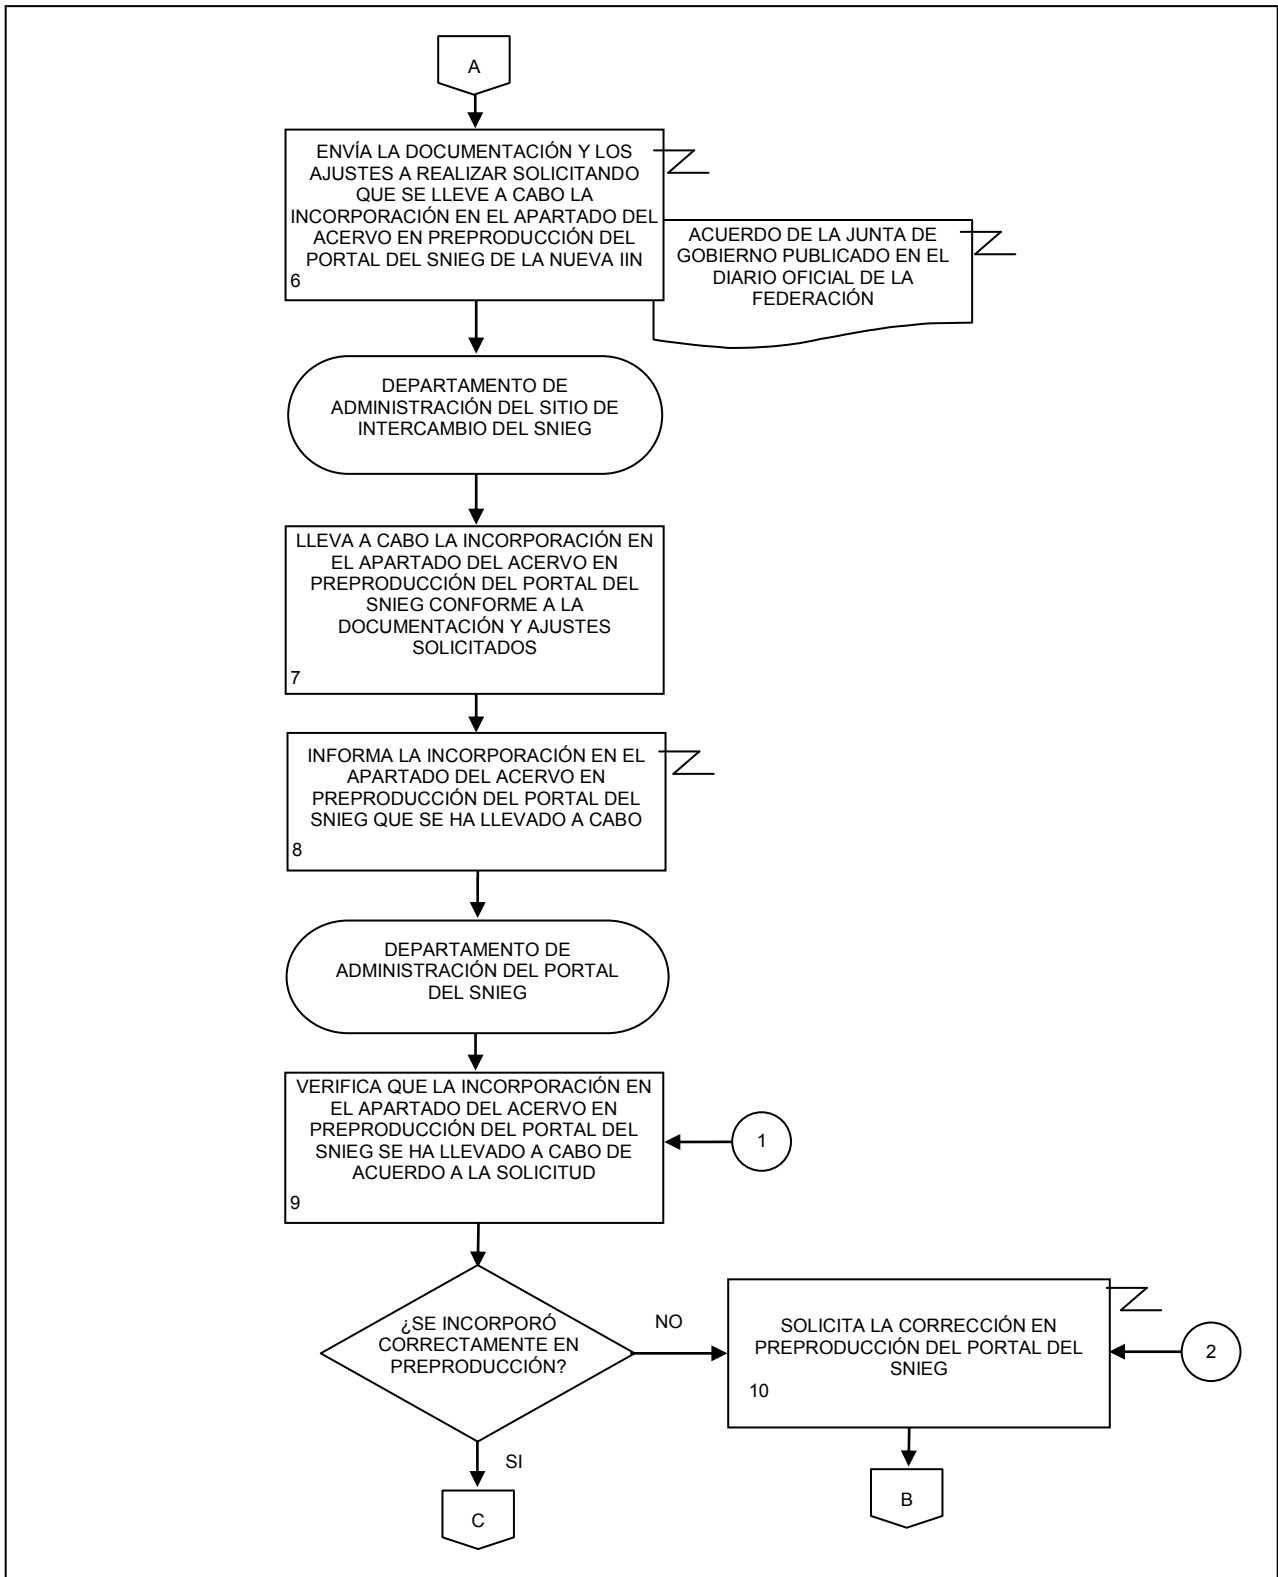 A
ENVÍA LA DOCUMENTACIÓN Y LOS
AJUSTES A REALIZAR SOLICITANDO
QUE SE LLEVE A CABO LA
INCORPORACIÓN EN EL APARTADO DEL
ACERVO EN PREPRODUCCIÓN DEL
PORTAL DEL SNIEG DE LA NUEVA IIN
6
ACUERDO DE LA JUNTA DE
GOBIERNO PUBLICADO EN EL
DIARIO OFICIAL DE LA
FEDERACIÓN
DEPARTAMENTO DE
ADMINISTRACIÓN DEL SITIO DE
INTERCAMBIO DEL SNIEG
LLEVA A CABO LA INCORPORACIÓN EN
EL APARTADO DEL ACERVO EN
PREPRODUCCIÓN DEL PORTAL DEL
SNIEG CONFORME A LA
DOCUMENTACIÓN Y AJUSTES
SOLICITADOS
7
INFORMA LA INCORPORACIÓN EN EL
APARTADO DEL ACERVO EN
PREPRODUCCIÓN DEL PORTAL DEL
SNIEG QUE SE HA LLEVADO A CABO
8
DEPARTAMENTO DE
ADMINISTRACIÓN DEL PORTAL
DEL SNIEG
VERIFICA QUE LA INCORPORACIÓN EN
EL APARTADO DEL ACERVO EN
PREPRODUCCIÓN DEL PORTAL DEL
SNIEG SE HA LLEVADO A CABO DE
ACUERDO A LA SOLICITUD
9
1
¿SE INCORPORÓ
CORRECTAMENTE EN
PREPRODUCCIÓN?
NO
SOLICITA LA CORRECCIÓN EN
PREPRODUCCIÓN DEL PORTAL DEL
SNIEG
10
2
SI
C
B